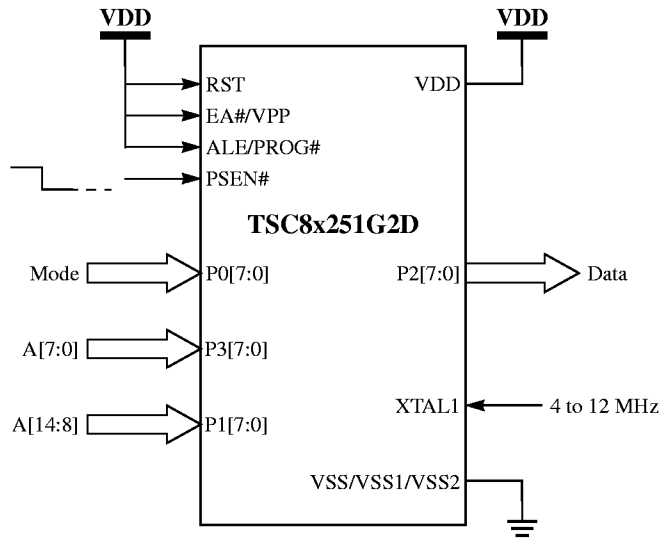 VDD
VDD
RST
VDD
EA#/VPP
ALE/PROG#
PSEN#
TSC8x251G2D
Mode
P0[7:0]
P2[7:0]
Data
A[7:0]
P3[7:0]
XTAL1
4 to 12 MHz
A[14:8]
P1[7:0]
VSS/VSS1/VSS2